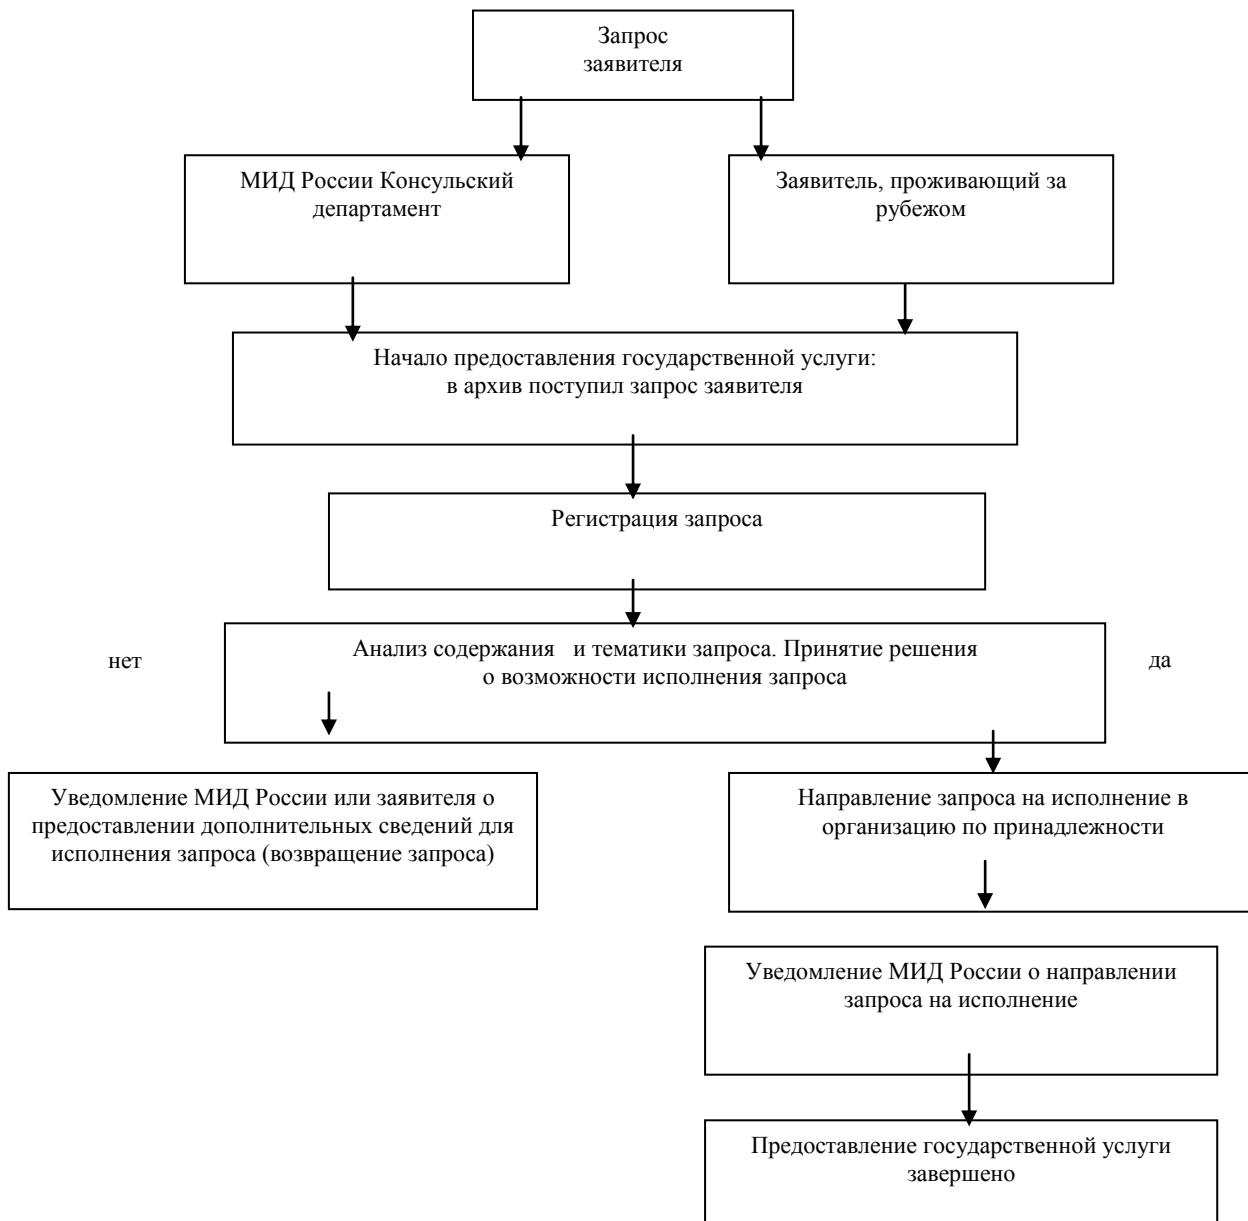 Запрос
заявителя
МИД России Консульский
департамент
Заявитель, проживающий за
рубежом
Начало предоставления государственной услуги:
в архив поступил запрос заявителя
Регистрация запроса
нет
Анализ содержания и тематики запроса. Принятие решения
о возможности исполнения запроса
да
Уведомление МИД России или заявителя о
предоставлении дополнительных сведений для
исполнения запроса (возвращение запроса)
Направление запроса на исполнение в
организацию по принадлежности
Уведомление МИД России о направлении
запроса на исполнение
Предоставление государственной услуги
завершено